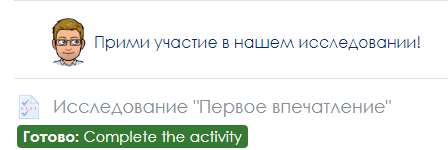 Прими участие в нашем исследовании!
Исследование "Первое впечатление"
Готово: Complete the activity